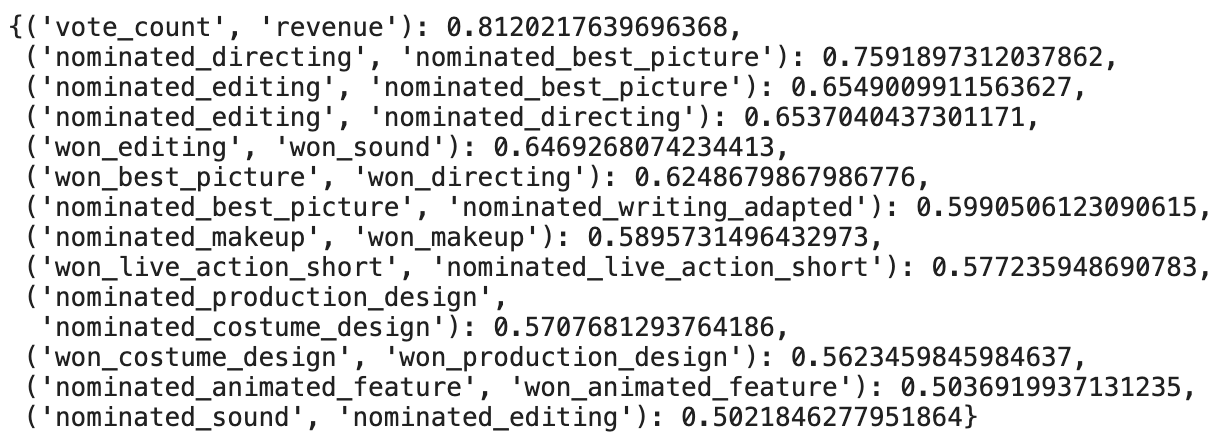 {('vote_count', 'revenue'): 0.8120217639696368,
('nominated_directing', 'nominated_best_picture'): 0.7591897312037862,
('nominated_editing', 'nominated_best_picture'): 0.6549009911563627,
('nominated_editing', 'nominated_directing'): 0.6537040437301171,
('won_editing', 'won_sound'): 0.6469268074234413,
('won_best_picture', 'won_directing'): 0.6248679867986776,
('nominated_best_picture', 'nominated_writing_adapted'): 0.5990506123090615,
('nominated_makeup', 'won_makeup'): 0.5895731496432973,
('won_live_action_short', 'nominated_live_action_short'): 0.577235948690783,
('nominated_production_design',
'nominated_costume_design'): 0.5707681293764186,
('won_costume_design', 'won_production_design'): 0.5623459845984637,
('nominated_animated_feature', 'won_animated_feature'): 0.5036919937131235,
('nominated_sound', 'nominated_editing'): 0.5021846277951864}